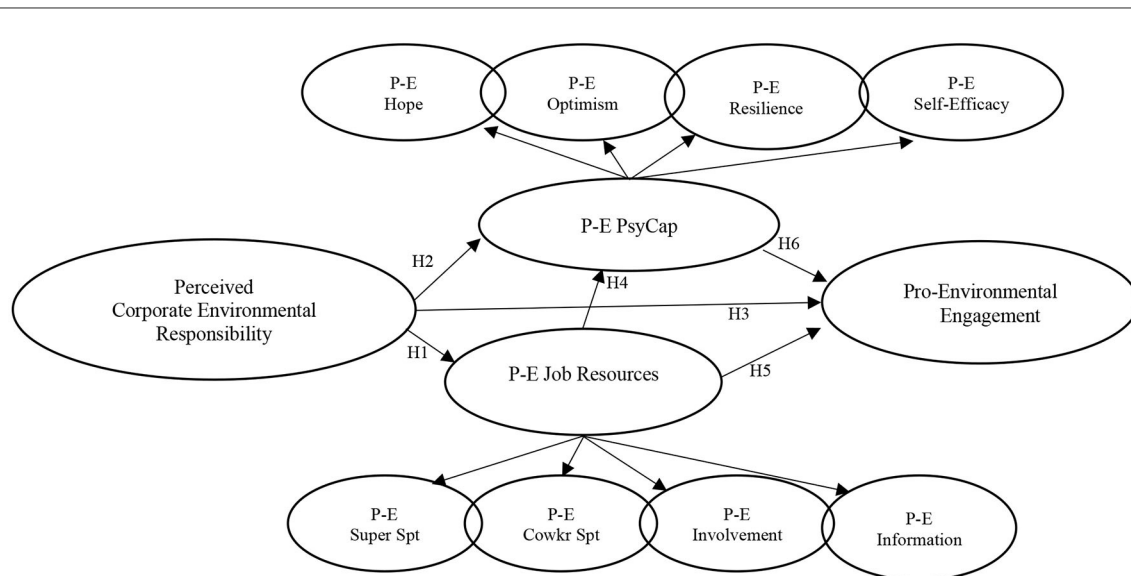 P-E
Hope
P-E
Optimism
P-E
Resilience
P-E
Self-Efficacy
P-E PsyCap
H6
H2
H4
Perceived
Corporate Environmental
Responsibility
Pro-Environmental
Engagement
H3
H1
P-E Job Resources
H5
P-E
Super Spt
P-E
Cowkr Spt
P-E
Involvement
P-E
Information